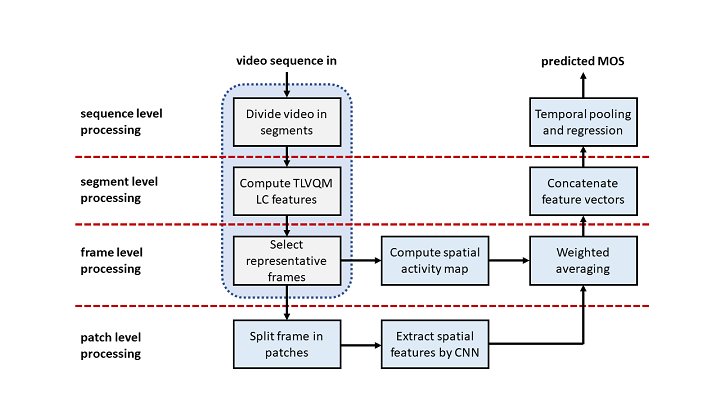 video sequence in
predicted MOS
sequence level
processing
Divide video in
segments
Temporal pooling
and regression
segment level
processing
Compute TLVQM
LC features
Concatenate
feature vectors
frame level
processing
Select
representative
frames
Compute spatial
activity map
Weighted
averaging
patch level
processing
Split frame in
patches
Extract spatial
features by CNN